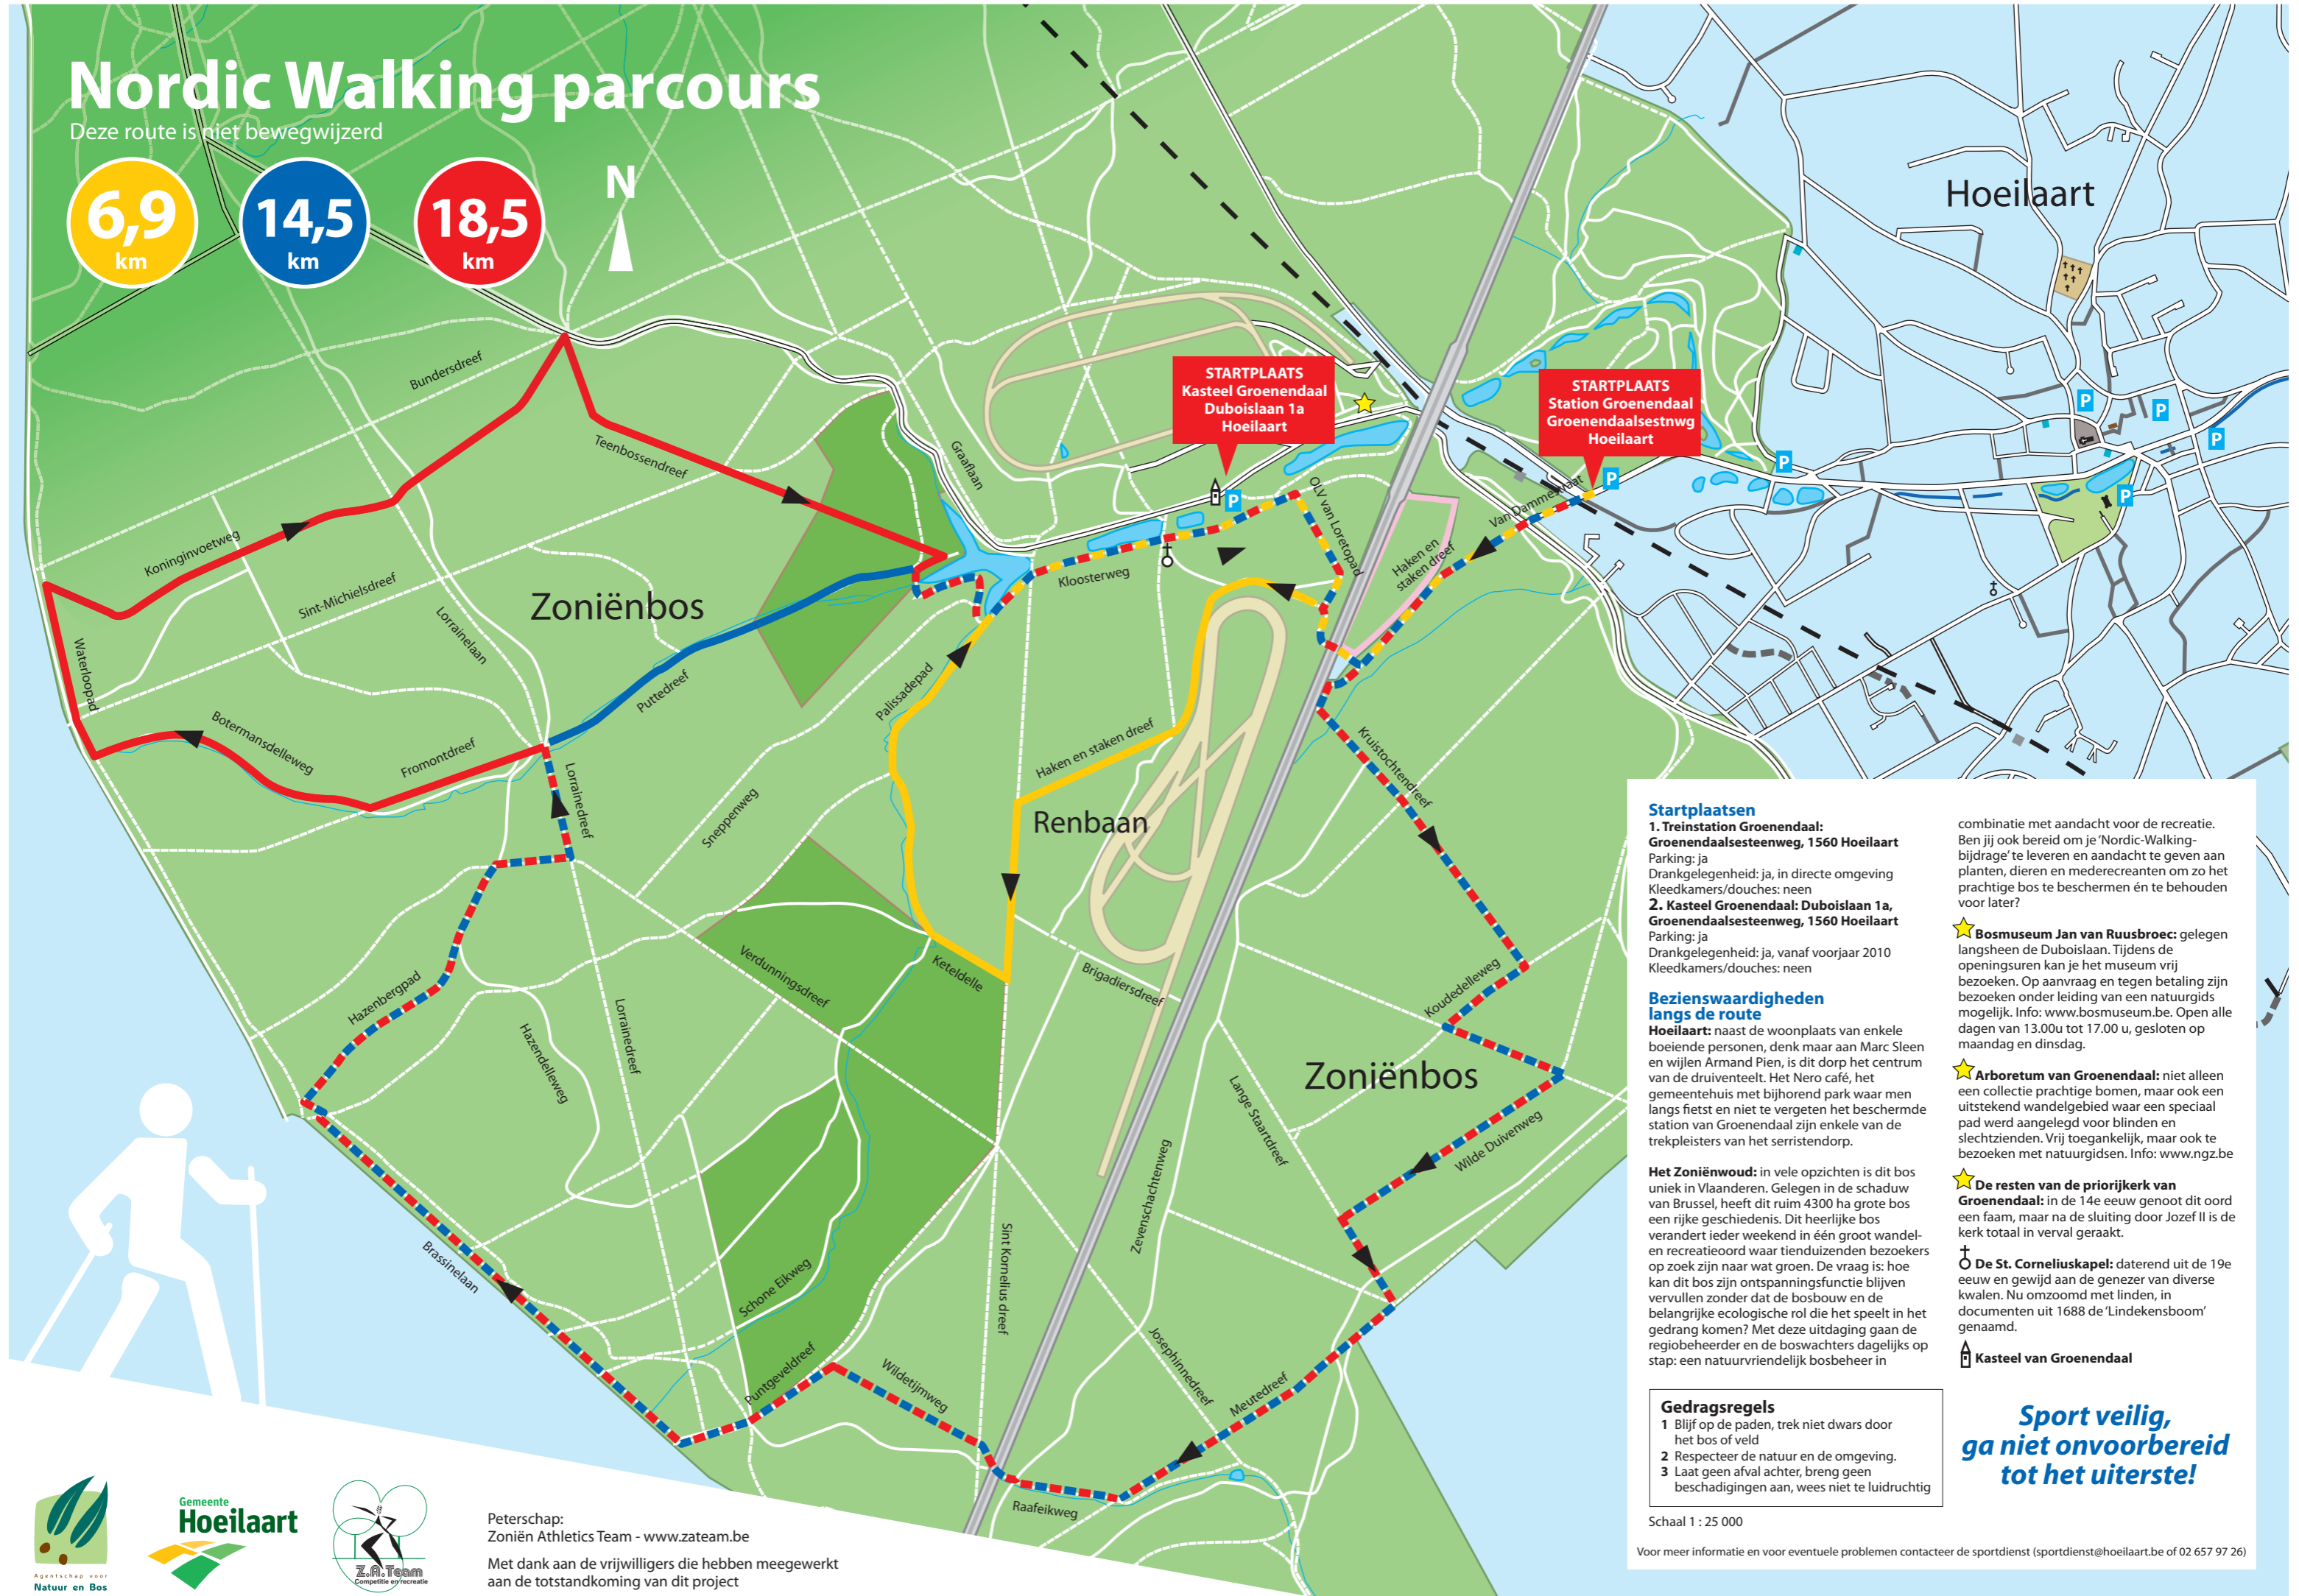 Nordic Walking parcours
Deze route is niet bewegwijzerd
6,9
km
14,5
km
18,5
km
N
Hoeilaart
STARTPLAATS
Kasteel Groenendaal
Duboislaan 1a
Hoeilaart
STARTPLAATS
Station Groenendaal
Groenendaalsestnwg
Hoeilaart
P
P
P
P
P
P
P
Bundersdreef
Teenbossendreef
Graaflaan
OLV van Loretopad
Van Dammestraat
Haken en
staken dreef
Koninginvoetweg
Sint-Michielsdreef
Lorrainelaan
Zoniënbos
Kloosterweg
Waterloopad
Puttedreef
Palissadepad
Botermansdelleweg
Fromontdreef
Lorrainedreef
Haken en staken dreef
Renbaan
Kruistochtendreef
Sneppenweg
Verdunningsdreef
Keteldelle
Brigadiersdreef
Koudedelleweg
Hazenbergpad
Hazendelleweg
Lorrainedreef
Zoniënbos
Lange Staartdreef
Wilde Duivenweg
Zevenschachtenweg
Sint Kornelius dreef
Brassinelaan
Schone Eikweg
Puntgeveldreef
Wildetijmweg
Josephinnedreef
Meutedreef
Raafeikweg
Startplaatsen
1. Treinstation Groenendaal:
Groenendaalsesteenweg, 1560 Hoeilaart
Parking: ja
Drankgelegenheid: ja, in directe omgeving
Kleedkamers/douches: neen
2. Kasteel Groenendaal: Duboislaan 1a,
Groenendaalsesteenweg, 1560 Hoeilaart
Parking: ja
Drankgelegenheid: ja, vanaf voorjaar 2010
Kleedkamers/douches: neen
Bezienswaardigheden
langs de route
Hoeilaart: naast de woonplaats van enkele
boeiende personen, denk maar aan Marc Sleen
en wijlen Armand Pien, is dit dorp het centrum
van de druiventeelt. Het Nero café, het
gemeentehuis met bijhorend park waar men
langs fietst en niet te vergeten het beschermde
station van Groenendaal zijn enkele van de
trekpleisters van het serristendorp.
Het Zoniënwoud: in vele opzichten is dit bos
uniek in Vlaanderen. Gelegen in de schaduw
van Brussel, heeft dit ruim 4300 ha grote bos
een rijke geschiedenis. Dit heerlijke bos
verandert ieder weekend in één groot wandel-
en recreatieoord waar tienduizenden bezoekers
op zoek zijn naar wat groen. De vraag is: hoe
kan dit bos zijn ontspanningsfunctie blijven
vervullen zonder dat de bosbouw en de
belangrijke ecologische rol die het speelt in het
gedrang komen? Met deze uitdaging gaan de
regiobeheerder en de boswachters dagelijks op
stap: een natuurvriendelijk bosbeheer in
combinatie met aandacht voor de recreatie.
Ben jij ook bereid om je 'Nordic-Walking-
bijdrage' te leveren en aandacht te geven aan
planten, dieren en mederecreanten om zo het
prachtige bos te beschermen én te behouden
voor later?
Bosmuseum Jan van Ruusbroec: gelegen
langsheen de Duboislaan. Tijdens de
openingsuren kan je het museum vrij
bezoeken. Op aanvraag en tegen betaling zijn
bezoeken onder leiding van een natuurgids
mogelijk. Info: www.bosmuseum.be. Open alle
dagen van 13.00u tot 17.00 u, gesloten op
maandag en dinsdag.
Arboretum van Groenendaal: niet alleen
een collectie prachtige bomen, maar ook een
uitstekend wandelgebied waar een speciaal
pad werd aangelegd voor blinden en
slechtzienden. Vrij toegankelijk, maar ook te
bezoeken met natuurgidsen. Info: www.ngz.be
De resten van de priorijkerk van
Groenendaal: in de 14e eeuw genoot dit oord
een faam, maar na de sluiting door Jozef II is de
kerk totaal in verval geraakt.
De St. Corneliuskapel: daterend uit de 19e
eeuw en gewijd aan de genezer van diverse
kwalen. Nu omzoomd met linden, in
documenten uit 1688 de 'Lindekensboom'
genaamd.
Kasteel van Groenendaal
Gedragsregels
1 Blijf op de paden, trek niet dwars door
het bos of veld
2 Respecteer de natuur en de omgeving.
3 Laat geen afval achter, breng geen
beschadigingen aan, wees niet te luidruchtig
Sport veilig,
ga niet onvoorbereid
tot het uiterste!
Schaal 1 : 25 000
Voor meer informatie en voor eventuele problemen contacteer de sportdienst (sportdienst@hoeilaart.be of 02 657 97 26)
Agentschap voor
Natuur en Bos
Gemeente
Hoeilaart
Z.A.Team
Competitie en recreatie
Peterschap:
Zoniën Athletics Team - www.zateam.be
Met dank aan de vrijwilligers die hebben meegewerkt
aan de totstandkoming van dit project